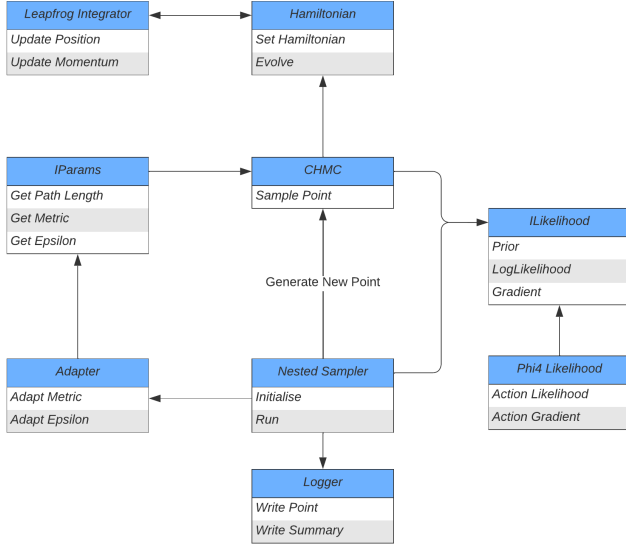 Leapfrog Integrator
Update Position
Update Momentum
Hamiltonian
Set Hamiltonian
Evolve
IParams
Get Path Length
Get Metric
Get Epsilon
CHMC
Sample Point
ILikelihood
Prior
LogLikelihood
Gradient
Generate New Point
Adapter
Adapt Metric
Adapt Epsilon
Nested Sampler
Initialise
Run
Phi4 Likelihood
Action Likelihood
Action Gradient
Logger
Write Point
Write Summary